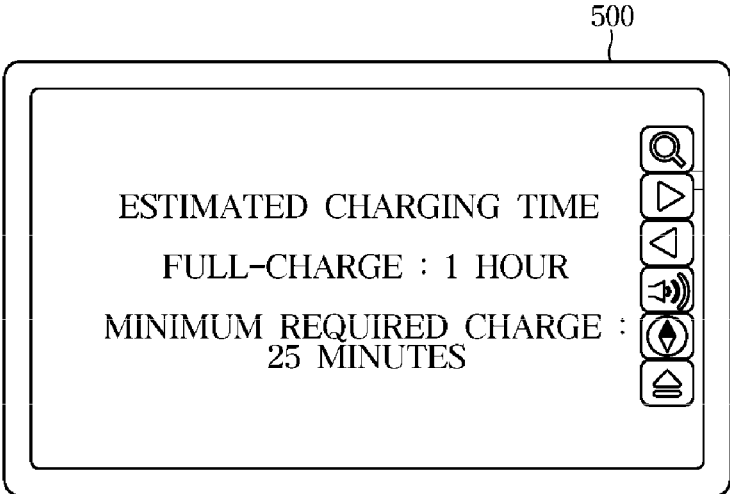 500
ESTIMATED CHARGING TIME
FULL-CHARGE : 1 HOUR
MINIMUM REQUIRED CHARGE :
25 MINUTES